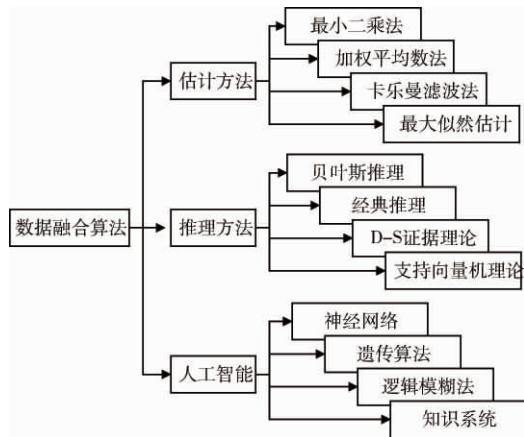 最小二乘法
加权平均数法
估计方法
卡乐曼滤波法
最大似然估计
贝叶斯推理
经典推理
数据融合算法
推理方法
D-S证据理论
支持向量机理论
神经网络
遗传算法
人工智能
逻辑模糊法
知识系统